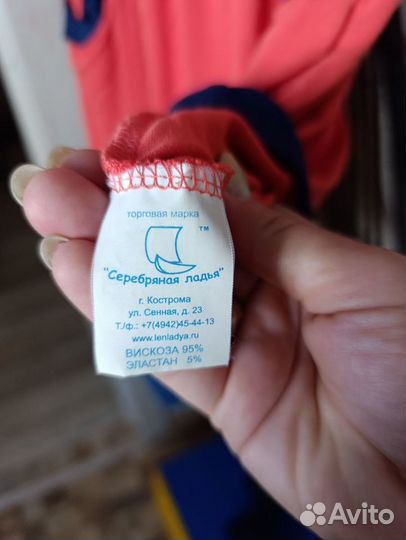 торговая марка
TM
"Серебряная ладья"
г. Кострома
ул. Сенная, д. 23
Т./ф.: +7(4942)45-44-13
www.lenladya.ru
ВИСКОЗА 95%
ЭЛАСТАН 5%
Avito